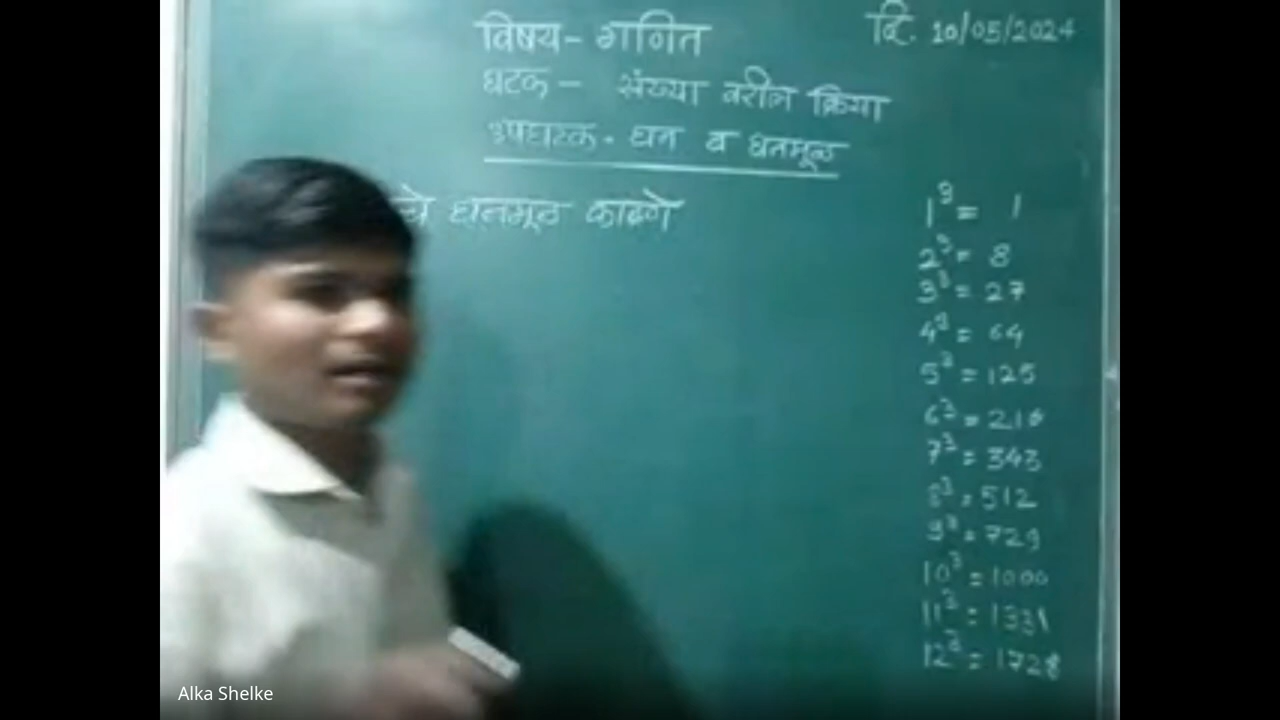 विषय- गणित
दि. 10/05/2024
घटक- संख्या वरील क्रिया
उपघटक- घन व घनमूळ
चे घनमूळ काढणे
1³ = 1
2³ = 8
3³ = 27
4³ = 64
5³ = 125
6³ = 216
7³ = 343
8³ = 512
9³ = 729
10³ = 1000
11³ = 1331
12³ = 1728
Alka Shelke